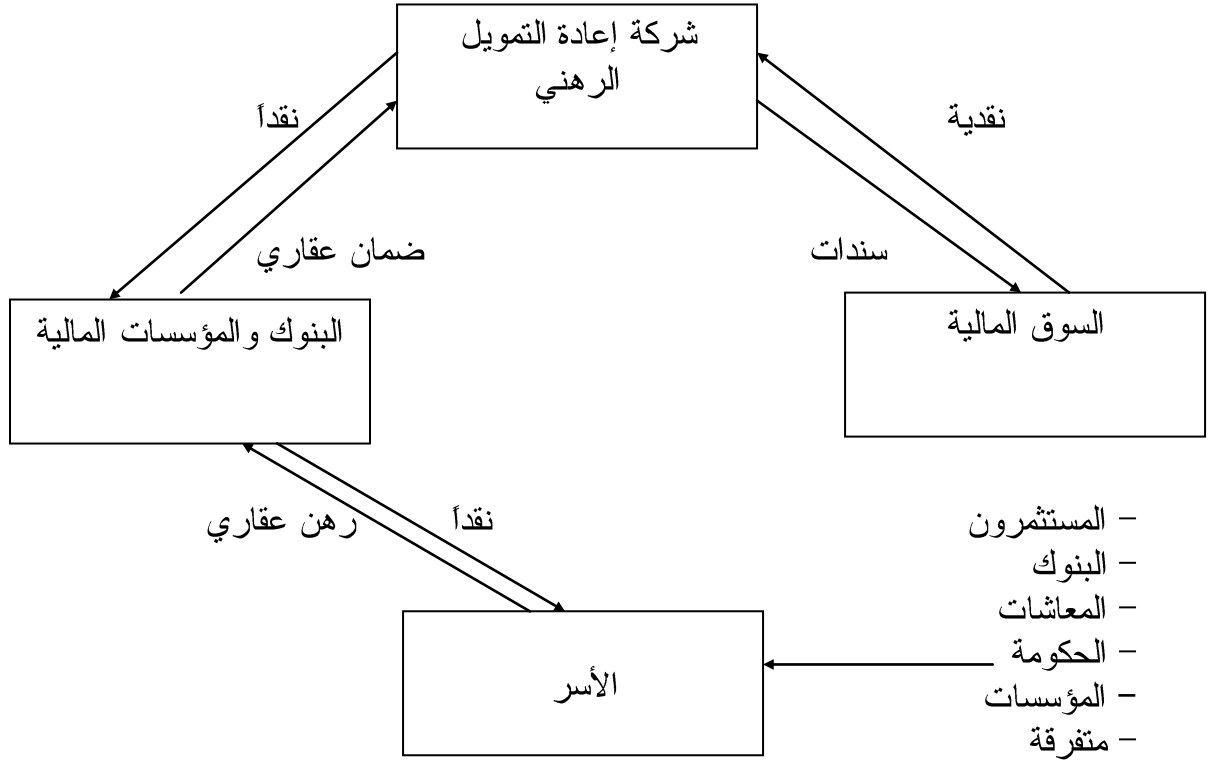 شركة إعادة التمويل
الرهني
نقداً
نقدية
ضمان عقاري
سندات
البنوك والمؤسسات المالية
السوق المالية
رهن عقاري
نقداً
الأسر
– المستثمرون
– البنوك
– المعاشات
– الحكومة
– المؤسسات
– متفرقة